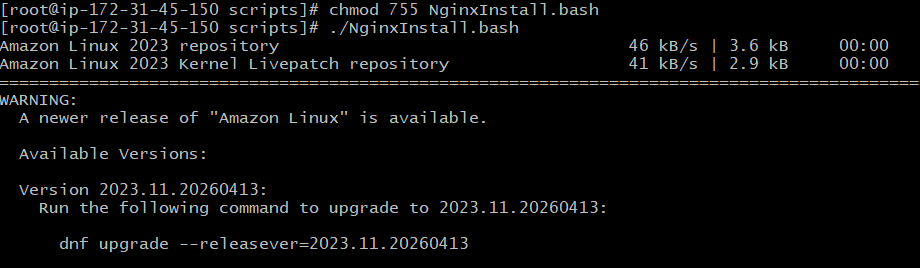 [root@ip-172-31-45-150 scripts]# chmod 755 NginxInstall.bash
[root@ip-172-31-45-150 scripts]# ./NginxInstall.bash
Amazon Linux 2023 repository                                     46 kB/s | 3.6 kB     00:00
Amazon Linux 2023 Kernel Livepatch repository                    41 kB/s | 2.9 kB     00:00
============================================================================================
WARNING:
  A newer release of "Amazon Linux" is available.

  Available Versions:

  Version 2023.11.20260413:
    Run the following command to upgrade to 2023.11.20260413:

      dnf upgrade --releasever=2023.11.20260413